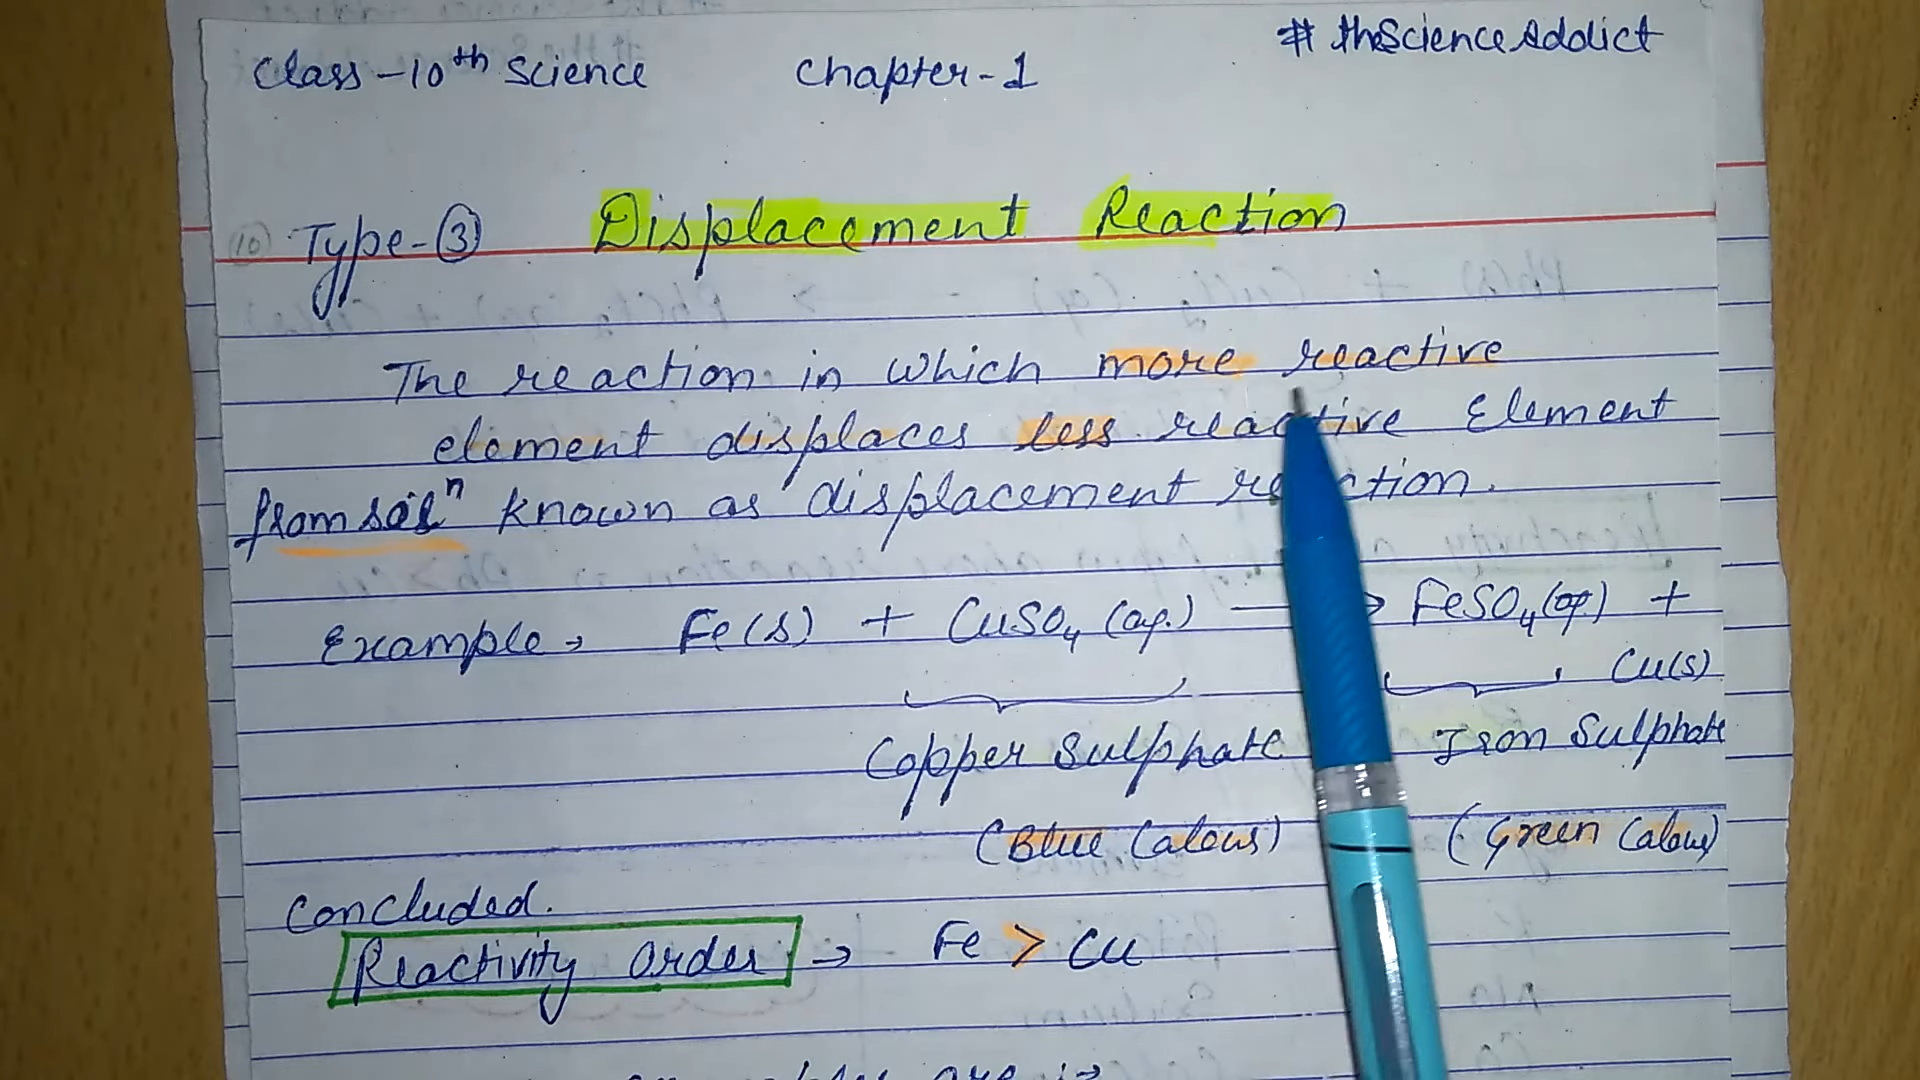 Class-10th Science Chapter-1 #theScienceAddict
Type-③ Displacement Reaction
The reaction in which more reactive
element displaces less reactive Element
from solⁿ known as displacement reaction.
Example→ Fe(s) + CuSO₄(aq.) → FeSO₄(aq) +
Cu(s)
Copper Sulphate Iron Sulphate
(Blue Colour) (Green Colour)
Concluded.
Reactivity Order → Fe > Cu